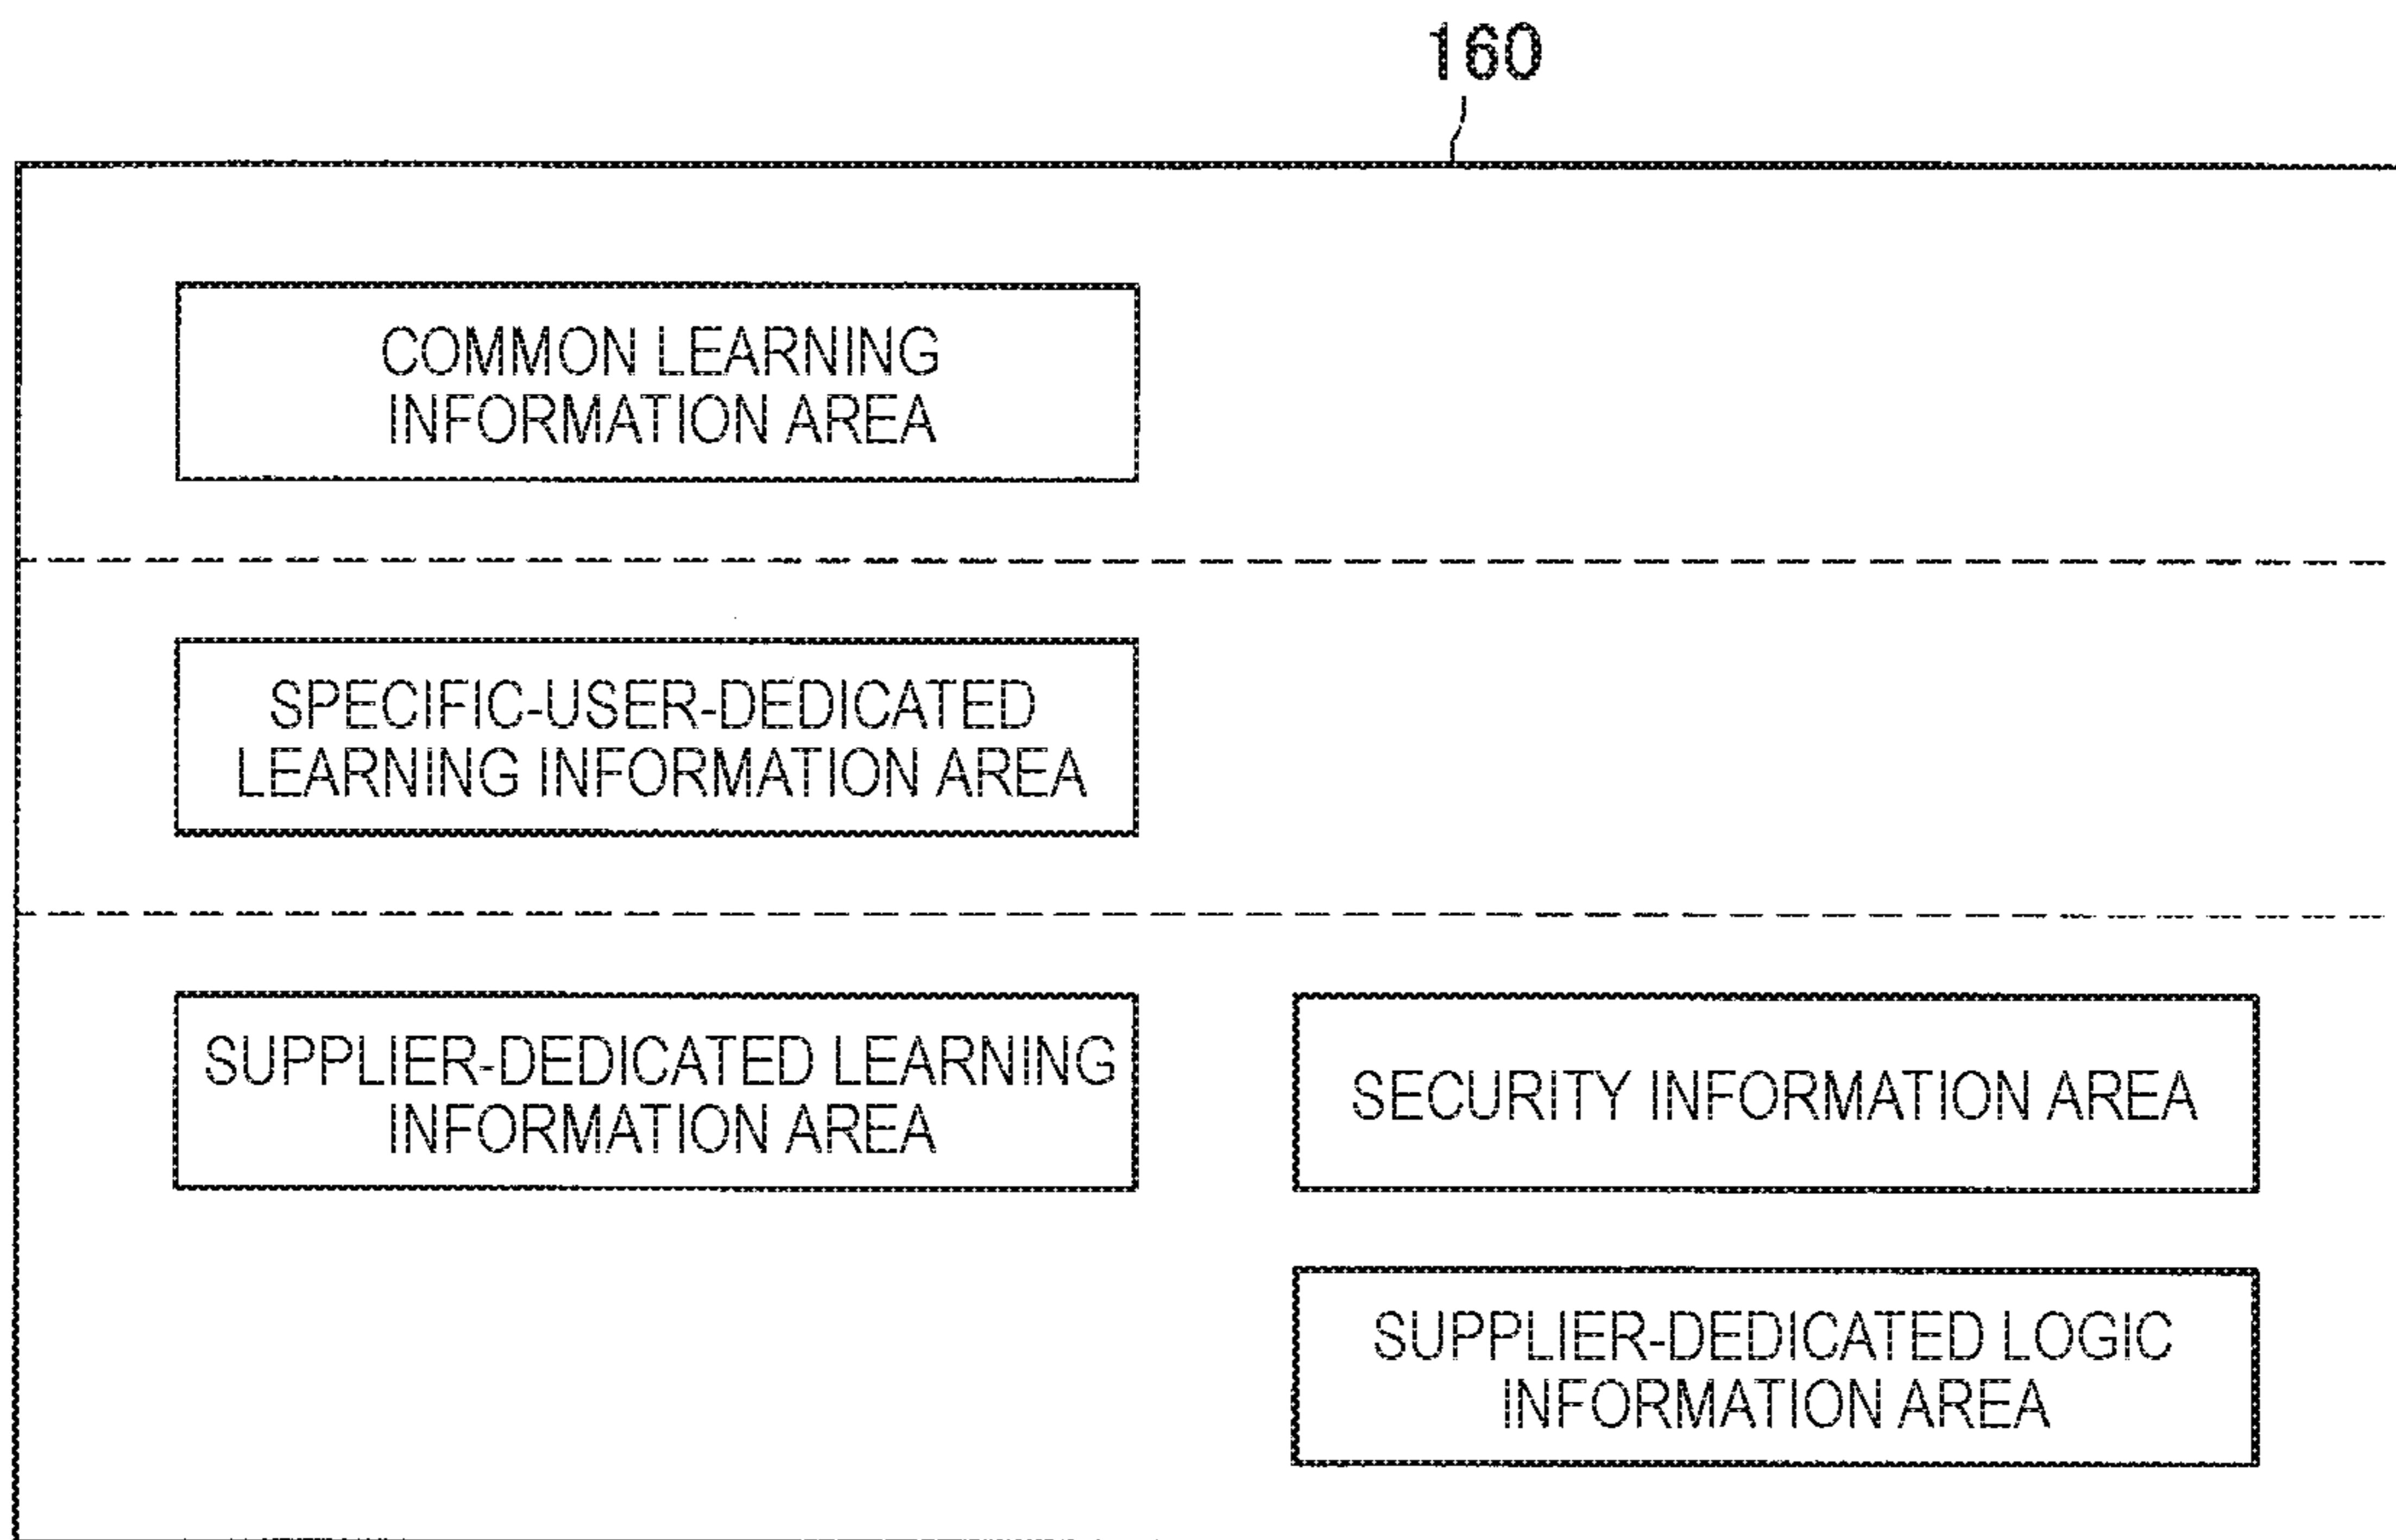 160
COMMON LEARNING
INFORMATION AREA
SPECIFIC-USER-DEDICATED
LEARNING INFORMATION AREA
SUPPLIER-DEDICATED LEARNING
INFORMATION AREA
SECURITY INFORMATION AREA
SUPPLIER-DEDICATED LOGIC
INFORMATION AREA